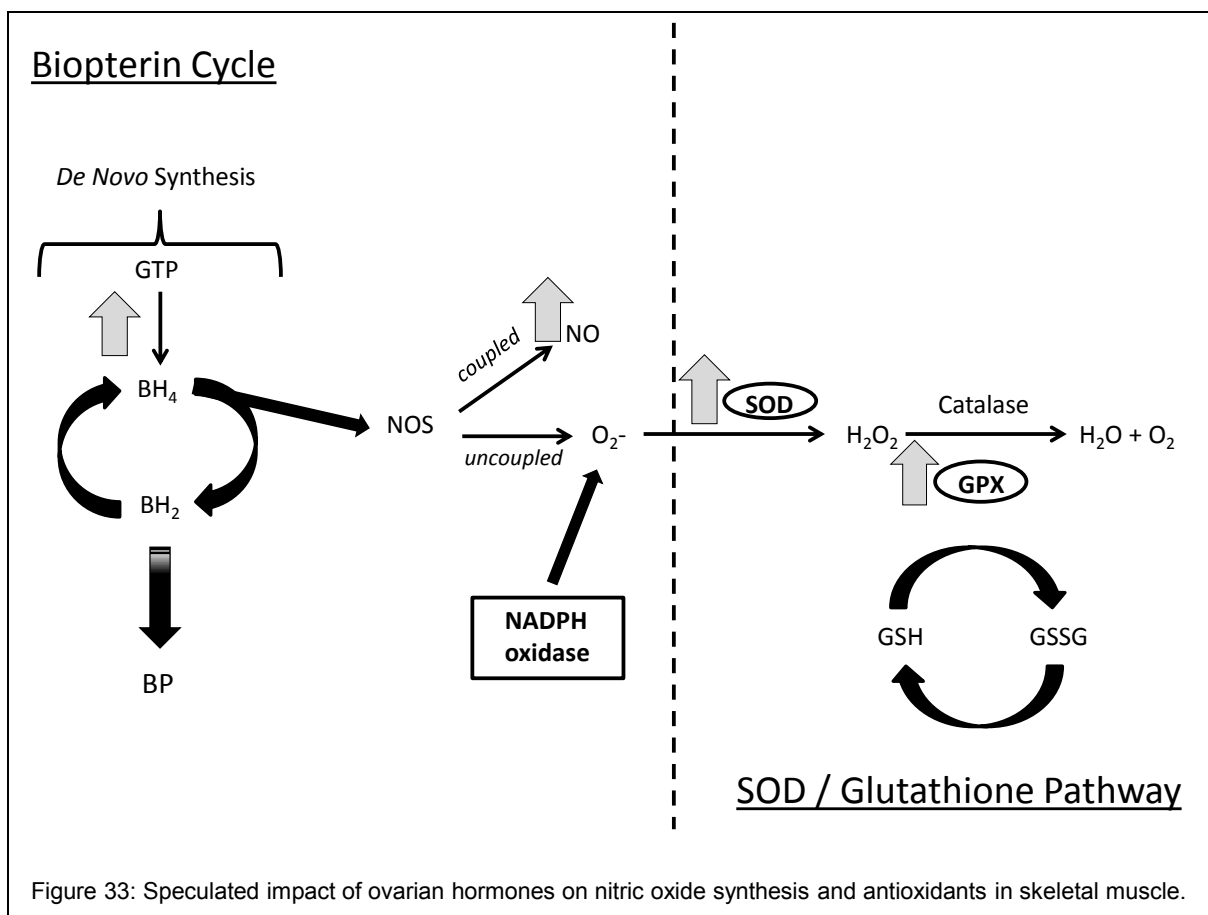 Biopterin Cycle
De Novo Synthesis
GTP
BH₄
BH₂
BP
NOS
coupled
NO
uncoupled
O₂-
NADPH
oxidase
SOD
H₂O₂
Catalase
H₂O + O₂
GPX
GSH
GSSG
SOD / Glutathione Pathway
Figure 33: Speculated impact of ovarian hormones on nitric oxide synthesis and antioxidants in skeletal muscle.